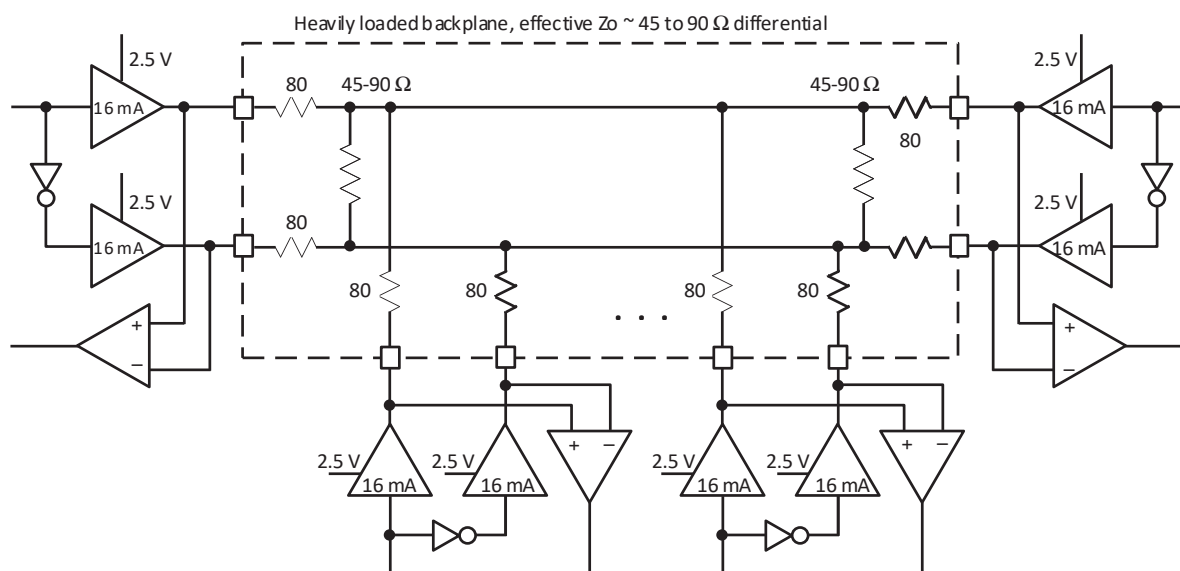 Heavily loaded backplane, effective Zo ~ 45 to 90 Ω differential
2.5 V
2.5 V
80
45-90 Ω
45-90 Ω
16 mA
16 mA
80
2.5 V
2.5 V
80
16 mA
16 mA
80
80
80
80
+
−
. . .
+
−
+
−
+
−
2.5 V
2.5 V
2.5 V
2.5 V
16 mA
16 mA
16 mA
16 mA